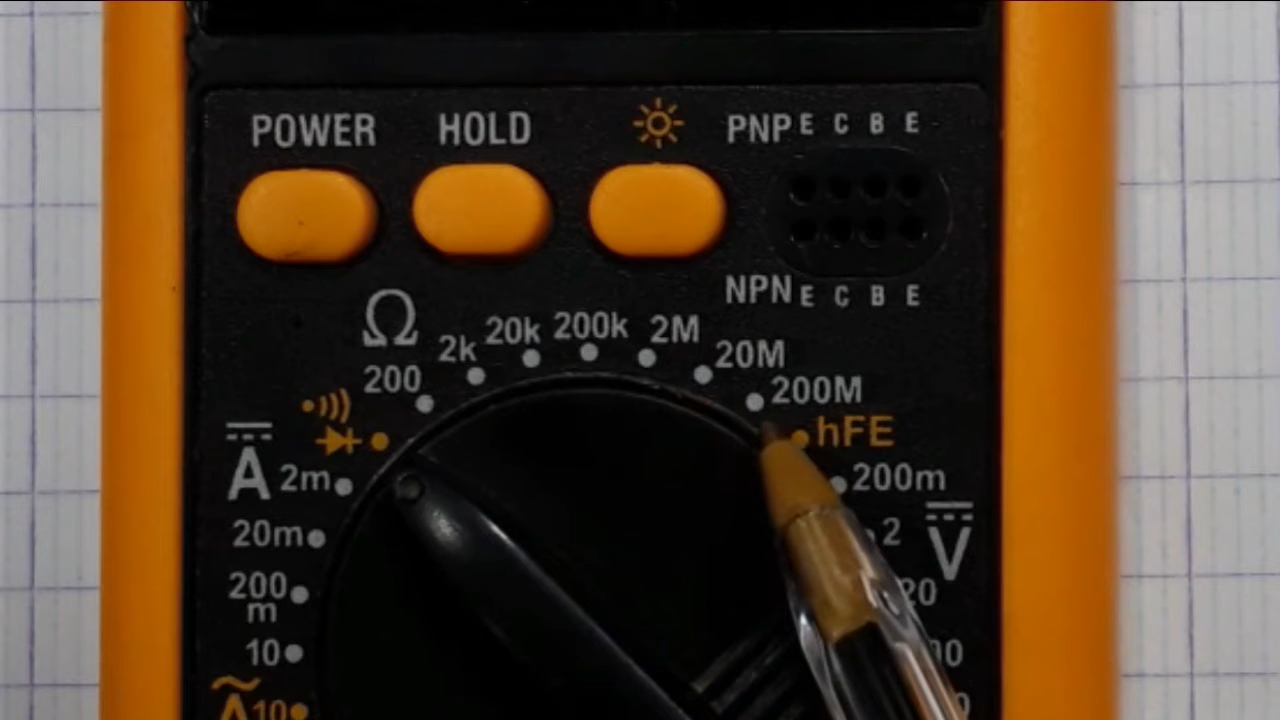 POWER HOLD PNP E C B E
NPN E C B E
Ω
200 2k 20k 200k 2M 20M 200M
hFE
A 2m
20m
200
m
10
A 10
200m
2 V
20